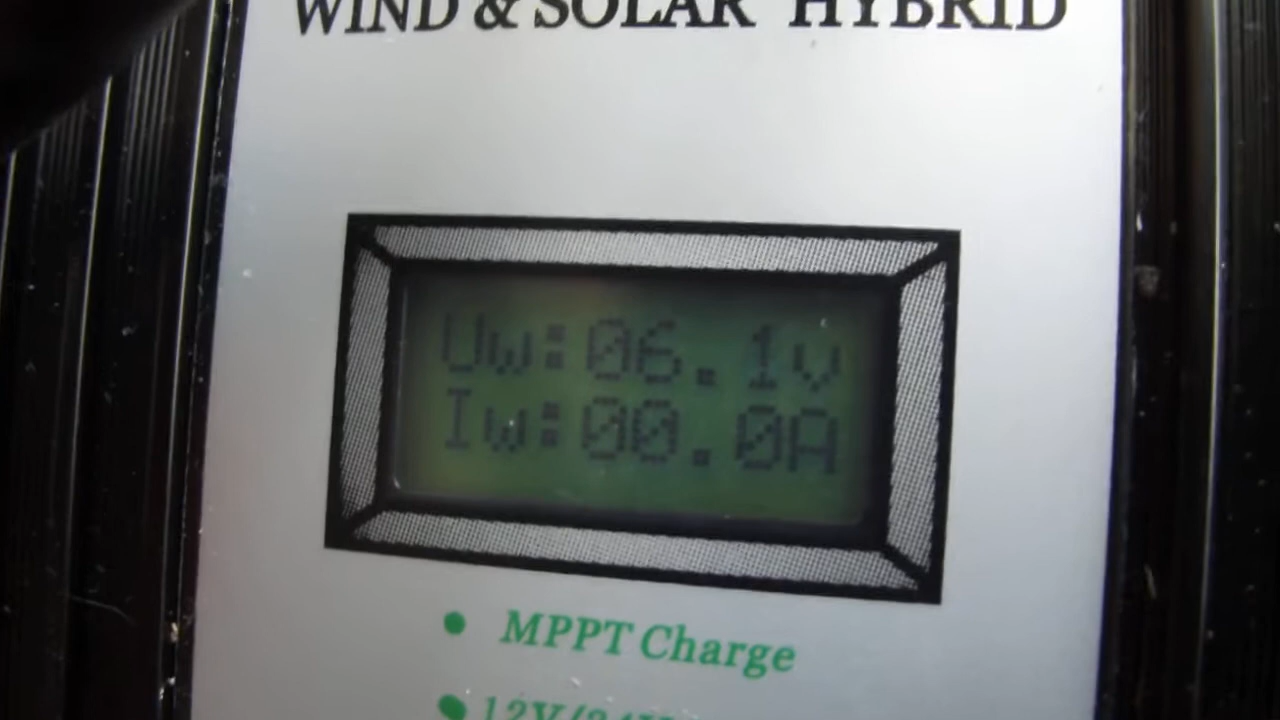 WIND & SOLAR HYBRID
Uw:06.1v
Iw:00.0A
• MPPT Charge